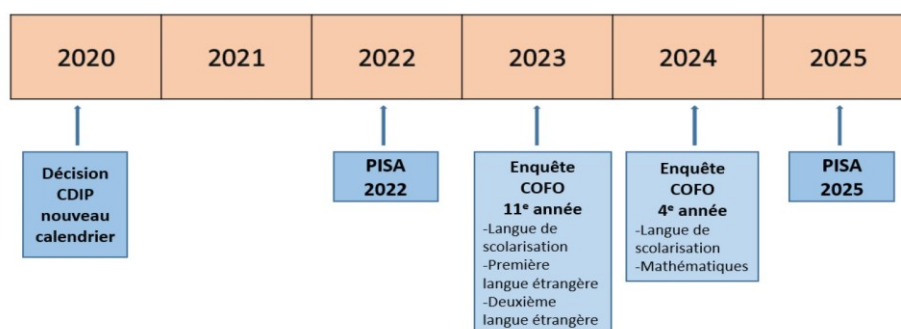 2020 2021 2022 2023 2024 2025
Décision
CDIP
nouveau
calendrier
PISA
2022
Enquête
COFO
11e année
-Langue de
scolarisation
-Première
langue étrangère
-Deuxième
langue étrangère
Enquête
COFO
4e année
-Langue de
scolarisation
-Mathématiques
PISA
2025